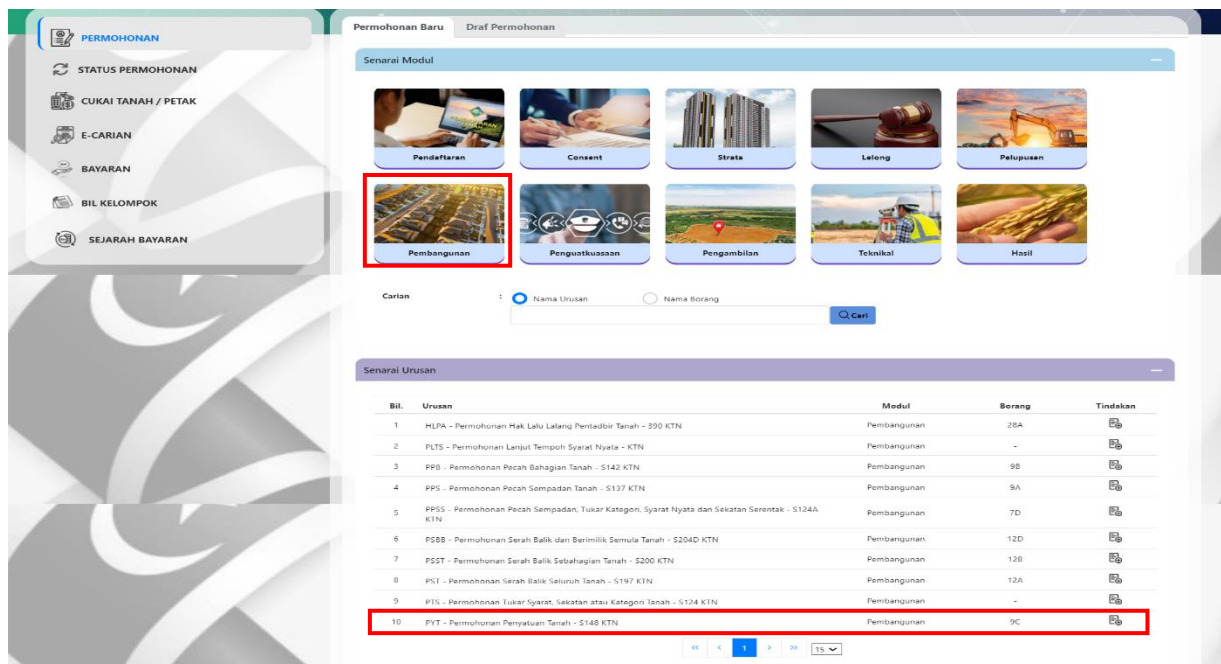 PERMOHONAN
STATUS PERMOHONAN
CUKAI TANAH / PETAK
E-CARIAN
BAYARAN
BIL KELOMPOK
SEJARAH BAYARAN
Permohonan Baru Draf Permohonan
Senarai Modul
Pendaftaran Consent Strata Lelong Pelupusan
Pembangunan Penguatkuasaan Pengambilan Teknikal Hasil
Carian : Nama Urusan Nama Borang
Cari
Senarai Urusan
Bil. Urusan Modul Borang Tindakan
1 HLPA - Permohonan Hak Lalu Lalang Pentadbir Tanah - 390 KTN Pembangunan 28A
2 PLTS - Permohonan Lanjut Tempoh Syarat Nyata - KTN Pembangunan -
3 PPB - Permohonan Pecah Bahagian Tanah - S142 KTN Pembangunan 9B
4 PPS - Permohonan Pecah Sempadan Tanah - S137 KTN Pembangunan 9A
5 PPSS - Permohonan Pecah Sempadan, Tukar Kategori, Syarat Nyata dan Sekatan Serentak - S124A Pembangunan 7D
KTN
6 PSBB - Permohonan Serah Balik dan Berimilik Semula Tanah - S204D KTN Pembangunan 12D
7 PSST - Permohonan Serah Balik Sebahagian Tanah - S200 KTN Pembangunan 12B
8 PST - Permohonan Serah Balik Seluruh Tanah - S197 KTN Pembangunan 12A
9 PTS - Permohonan Tukar Syarat, Sekatan atau Kategori Tanah - S124 KTN Pembangunan -
10 PYT - Permohonan Penyatuan Tanah - S148 KTN Pembangunan 9C
<< < 1 > >> 15